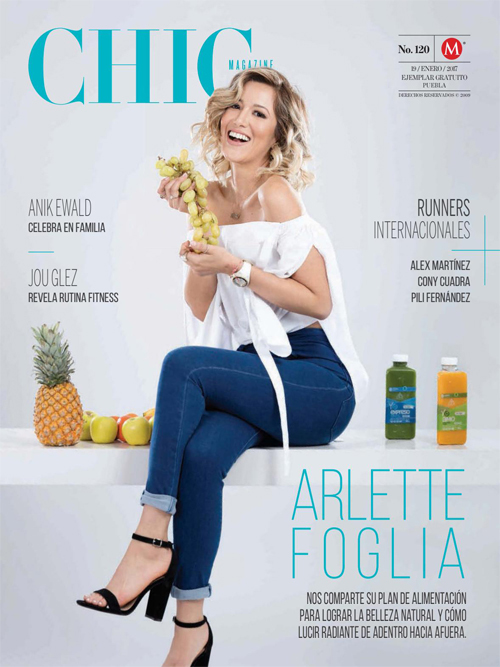 CHIC
MAGAZINE
No. 120
M
19 / ENERO / 2017
EJEMPLAR GRATUITO
PUEBLA
DERECHOS RESERVADOS © 2009
ANIK EWALD
CELEBRA EN FAMILIA
JOU GLEZ
REVELA RUTINA FITNESS
RUNNERS
INTERNACIONALES
ALEX MARTÍNEZ
CONY CUADRA
PILI FERNÁNDEZ
ARLETTE
FOGLIA
NOS COMPARTE SU PLAN DE ALIMENTACIÓN
PARA LOGRAR LA BELLEZA NATURAL Y CÓMO
LUCIR RADIANTE DE ADENTRO HACIA AFUERA.